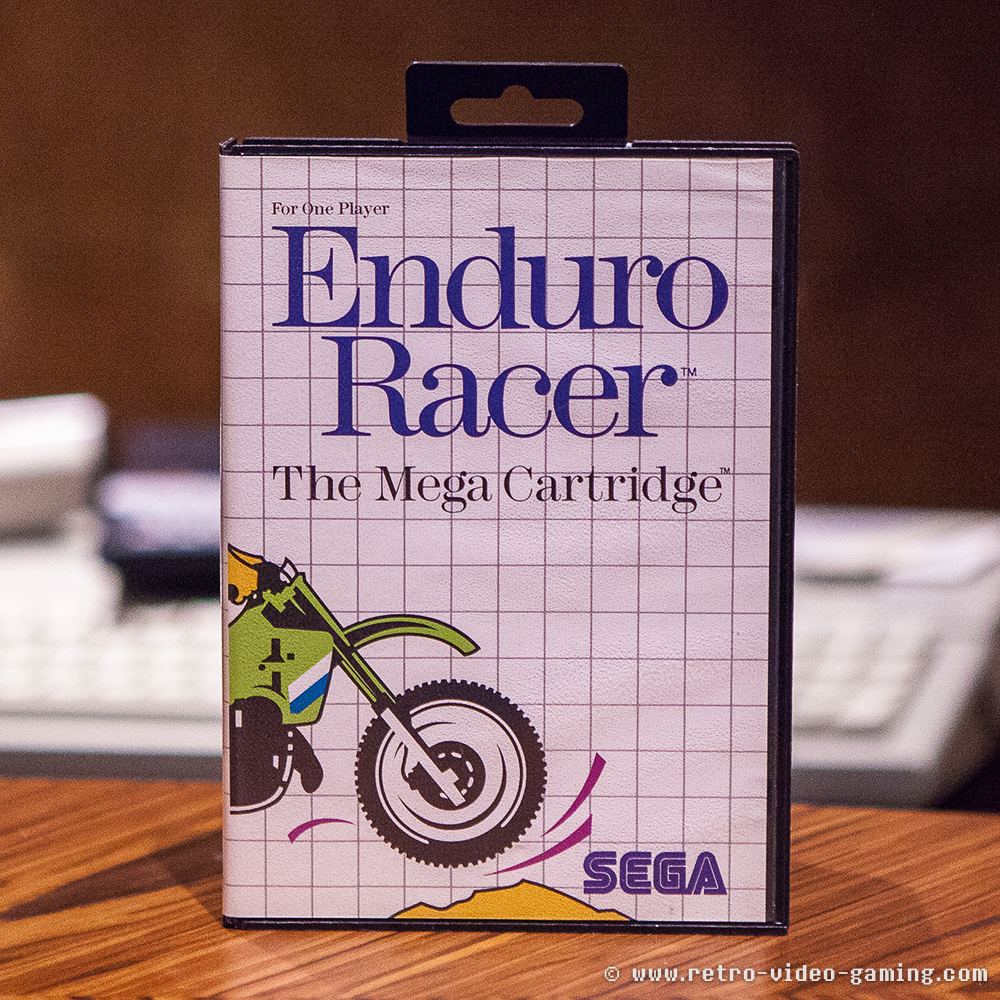 For One Player
Enduro
Racer™
The Mega Cartridge™
SEGA
© www.retro-video-gaming.com